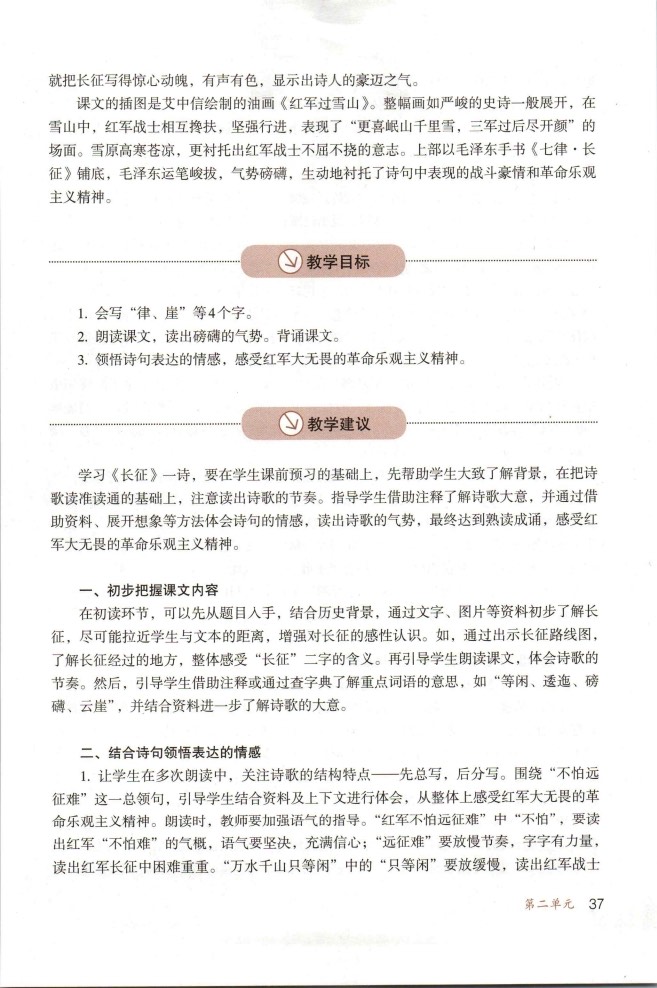 就把长征写得惊心动魄，有声有色，显示出诗人的豪迈之气。
课文的插图是艾中信绘制的油画《红军过雪山》。整幅画如严峻的史诗一般展开，在
雪山中，红军战士相互搀扶，坚强行进，表现了“更喜岷山千里雪，三军过后尽开颜”的
场面。雪原高寒苍凉，更衬托出红军战士不屈不挠的意志。上部以毛泽东手书《七律·长
征》铺底，毛泽东运笔峻拔，气势磅礴，生动地衬托了诗句中表现的战斗豪情和革命乐观
主义精神。
教学目标
1. 会写“律、崖”等4个字。
2. 朗读课文，读出磅礴的气势。背诵课文。
3. 领悟诗句表达的情感，感受红军大无畏的革命乐观主义精神。
教学建议
学习《长征》一诗，要在学生课前预习的基础上，先帮助学生大致了解背景，在把诗
歌读准读通的基础上，注意读出诗歌的节奏。指导学生借助注释了解诗歌大意，并通过借
助资料、展开想象等方法体会诗句的情感，读出诗歌的气势，最终达到熟读成诵，感受红
军大无畏的革命乐观主义精神。
一、初步把握课文内容
在初读环节，可以先从题目入手，结合历史背景，通过文字、图片等资料初步了解长
征，尽可能拉近学生与文本的距离，增强对长征的感性认识。如，通过出示长征路线图，
了解长征经过的地方，整体感受“长征”二字的含义。再引导学生朗读课文，体会诗歌的
节奏。然后，引导学生借助注释或通过查字典了解重点词语的意思，如“等闲、逶迤、磅
礴、云崖”，并结合资料进一步了解诗歌的大意。
二、结合诗句领悟表达的情感
1. 让学生在多次朗读中，关注诗歌的结构特点——先总写，后分写。围绕“不怕远
征难”这一总领句，引导学生结合资料及上下文进行体会，从整体上感受红军大无畏的革
命乐观主义精神。朗读时，教师要加强语气的指导。“红军不怕远征难”中“不怕”，要读
出红军“不怕难”的气概，语气要坚决，充满信心；“远征难”要放慢节奏，字字有力量，
读出红军长征中困难重重。“万水千山只等闲”中的“只等闲”要放缓慢，读出红军战士
第二单元 37